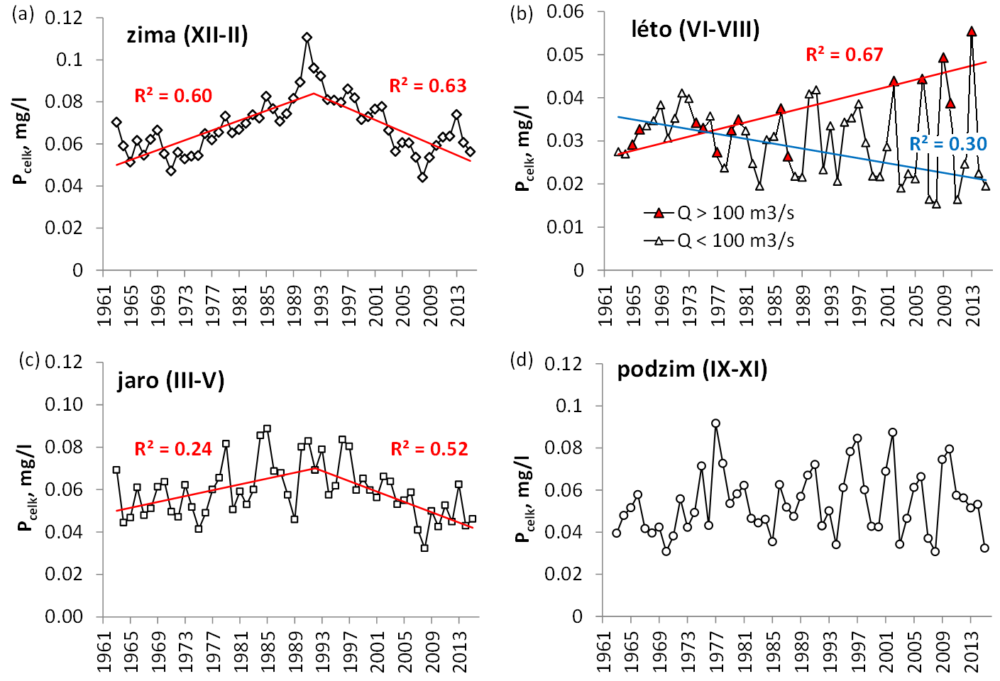 (a)
zima (XII-II)
P celk, mg/l
0.12
0.1
0.08
0.06
0.04
0.02
0
R² = 0.60
R² = 0.63
1961 1965 1969 1973 1977 1981 1985 1989 1993 1997 2001 2005 2009 2013
(b)
léto (VI-VIII)
P celk, mg/l
0.06
0.05
0.04
0.03
0.02
0.01
0
R² = 0.67
R² = 0.30
Q > 100 m3/s
Q < 100 m3/s
1961 1965 1969 1973 1977 1981 1985 1989 1993 1997 2001 2005 2009 2013
(c)
jaro (III-V)
P celk, mg/l
0.12
0.10
0.08
0.06
0.04
0.02
0.00
R² = 0.24
R² = 0.52
1961 1965 1969 1973 1977 1981 1985 1989 1993 1997 2001 2005 2009 2013
(d)
podzim (IX-XI)
P celk, mg/l
0.12
0.1
0.08
0.06
0.04
0.02
0
1961 1965 1969 1973 1977 1981 1985 1989 1993 1997 2001 2005 2009 2013